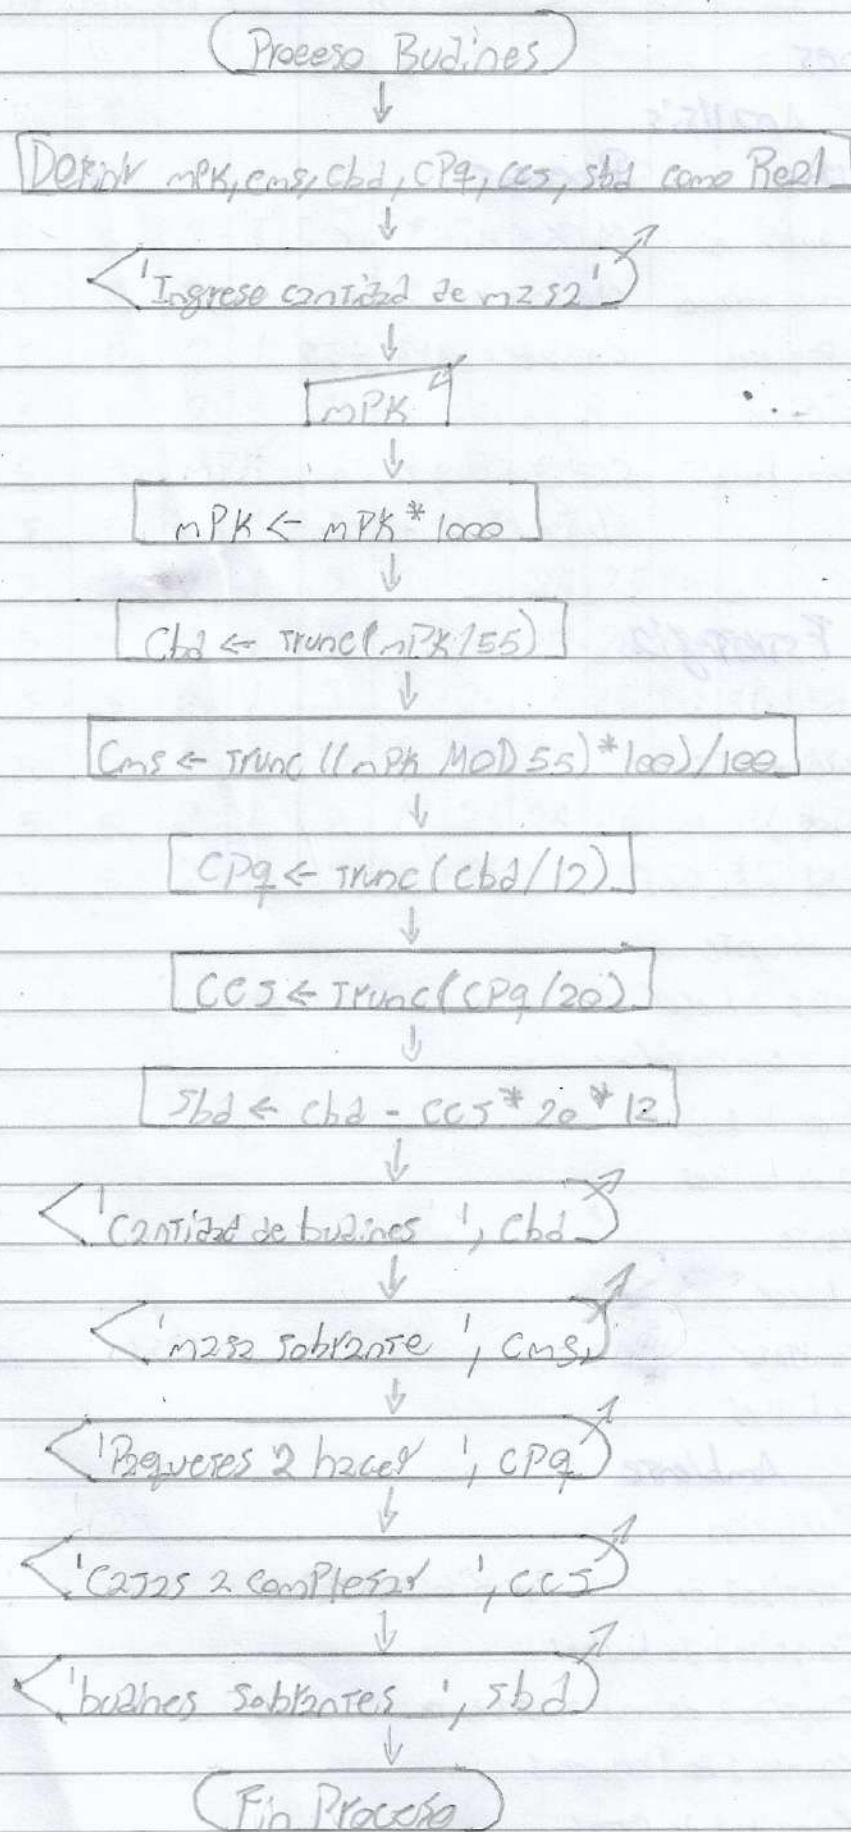 Proceso Budines
Definir mPK, cms, cbd, CPq, ccs, sbd como Real
'Ingrese cantidad de masa'
mPK
mPK ← mPK * 1000
Cbd ← Trunc(mPK/55)
Cms ← Trunc((mPK MOD 55)*100)/100
CPq ← Trunc(cbd/12)
CCS ← Trunc(CPq/20)
Sbd ← cbd - CCS * 20 * 12
'Cantidad de budines ', Cbd
'masa sobrante ', Cms
'Paquetes a hacer ', CPq
'Cajas a completar ', CCS
'budines sobrantes ', Sbd
Fin Proceso